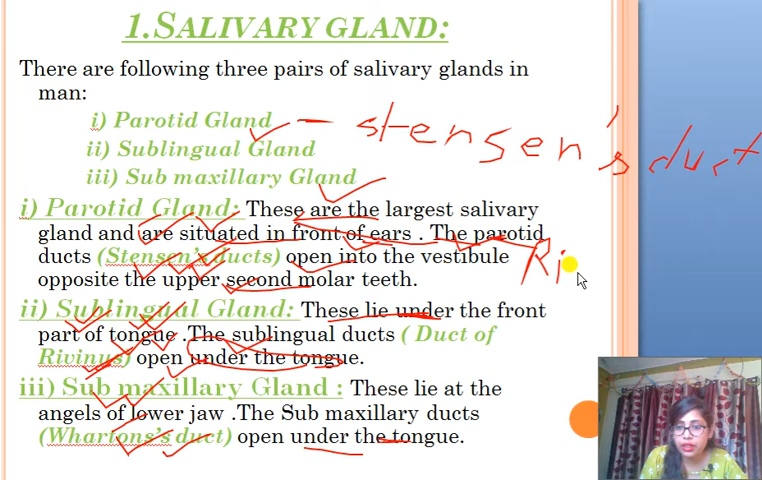 1.SALIVARY GLAND:
There are following three pairs of salivary glands in
man:
i) Parotid Gland – stensen's duct
ii) Sublingual Gland
iii) Sub maxillary Gland
i) Parotid Gland: These are the largest salivary
gland and are situated in front of ears . The parotid
ducts (Stensen's ducts) open into the vestibule
opposite the upper second molar teeth.
Ri
ii) Sublingual Gland: These lie under the front
part of tongue .The sublingual ducts ( Duct of
Rivinus) open under the tongue.
iii) Sub maxillary Gland : These lie at the
angels of lower jaw .The Sub maxillary ducts
(Whartons's duct) open under the tongue.